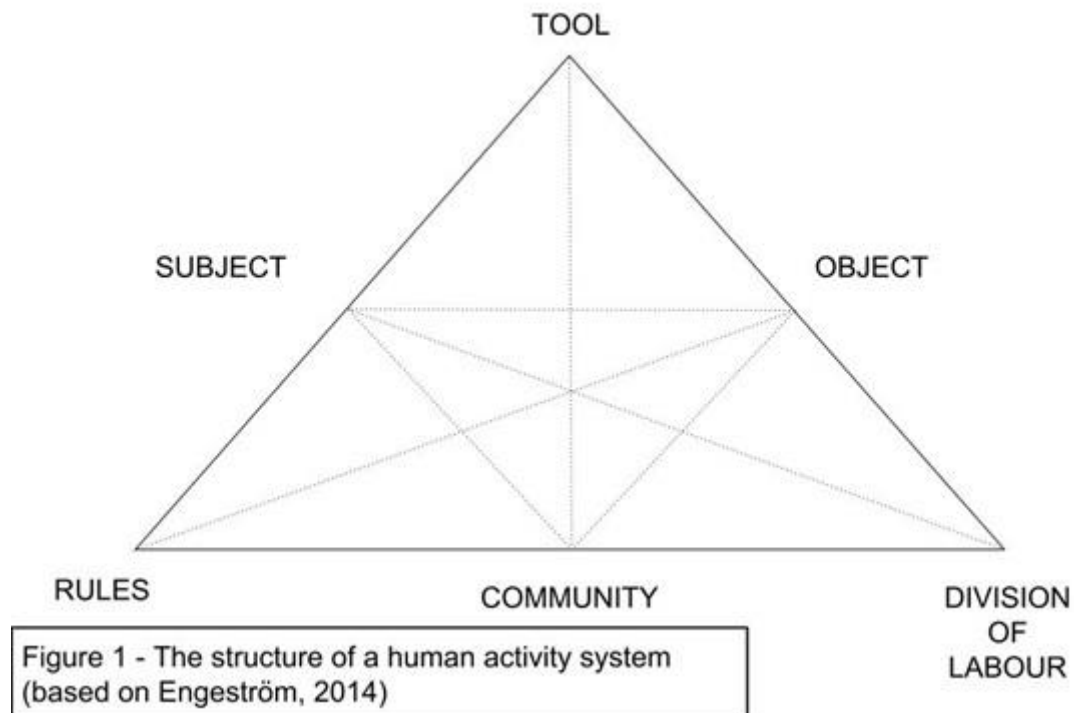 TOOL
SUBJECT
OBJECT
RULES
COMMUNITY
DIVISION
OF
LABOUR
Figure 1 - The structure of a human activity system
(based on Engeström, 2014)